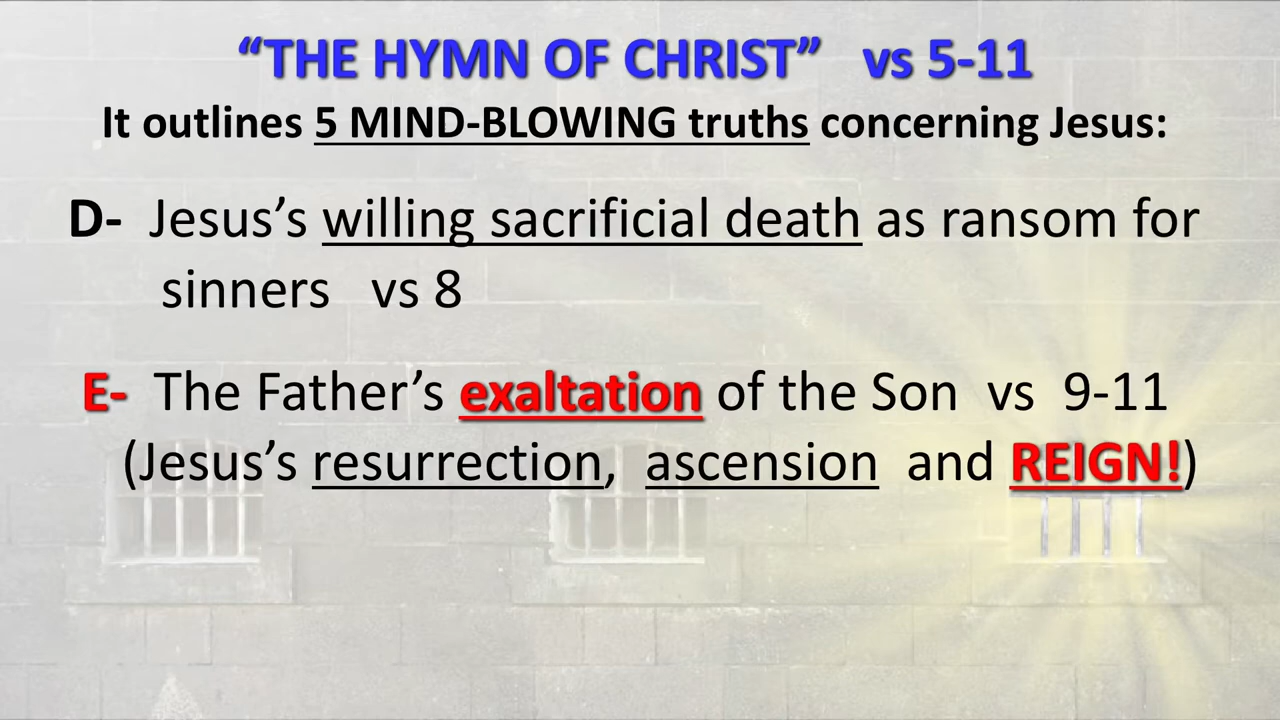 “THE HYMN OF CHRIST” vs 5-11
It outlines 5 MIND-BLOWING truths concerning Jesus:
D- Jesus’s willing sacrificial death as ransom for
sinners vs 8
E- The Father’s exaltation of the Son vs 9-11
(Jesus’s resurrection, ascension and REIGN!)